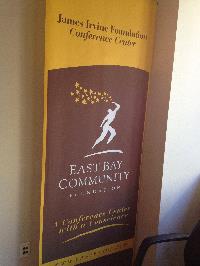 James Irvine Foundation
Conference Center
EAST BAY
COMMUNITY
FOUNDATION
A Conference Center
with a Conscience